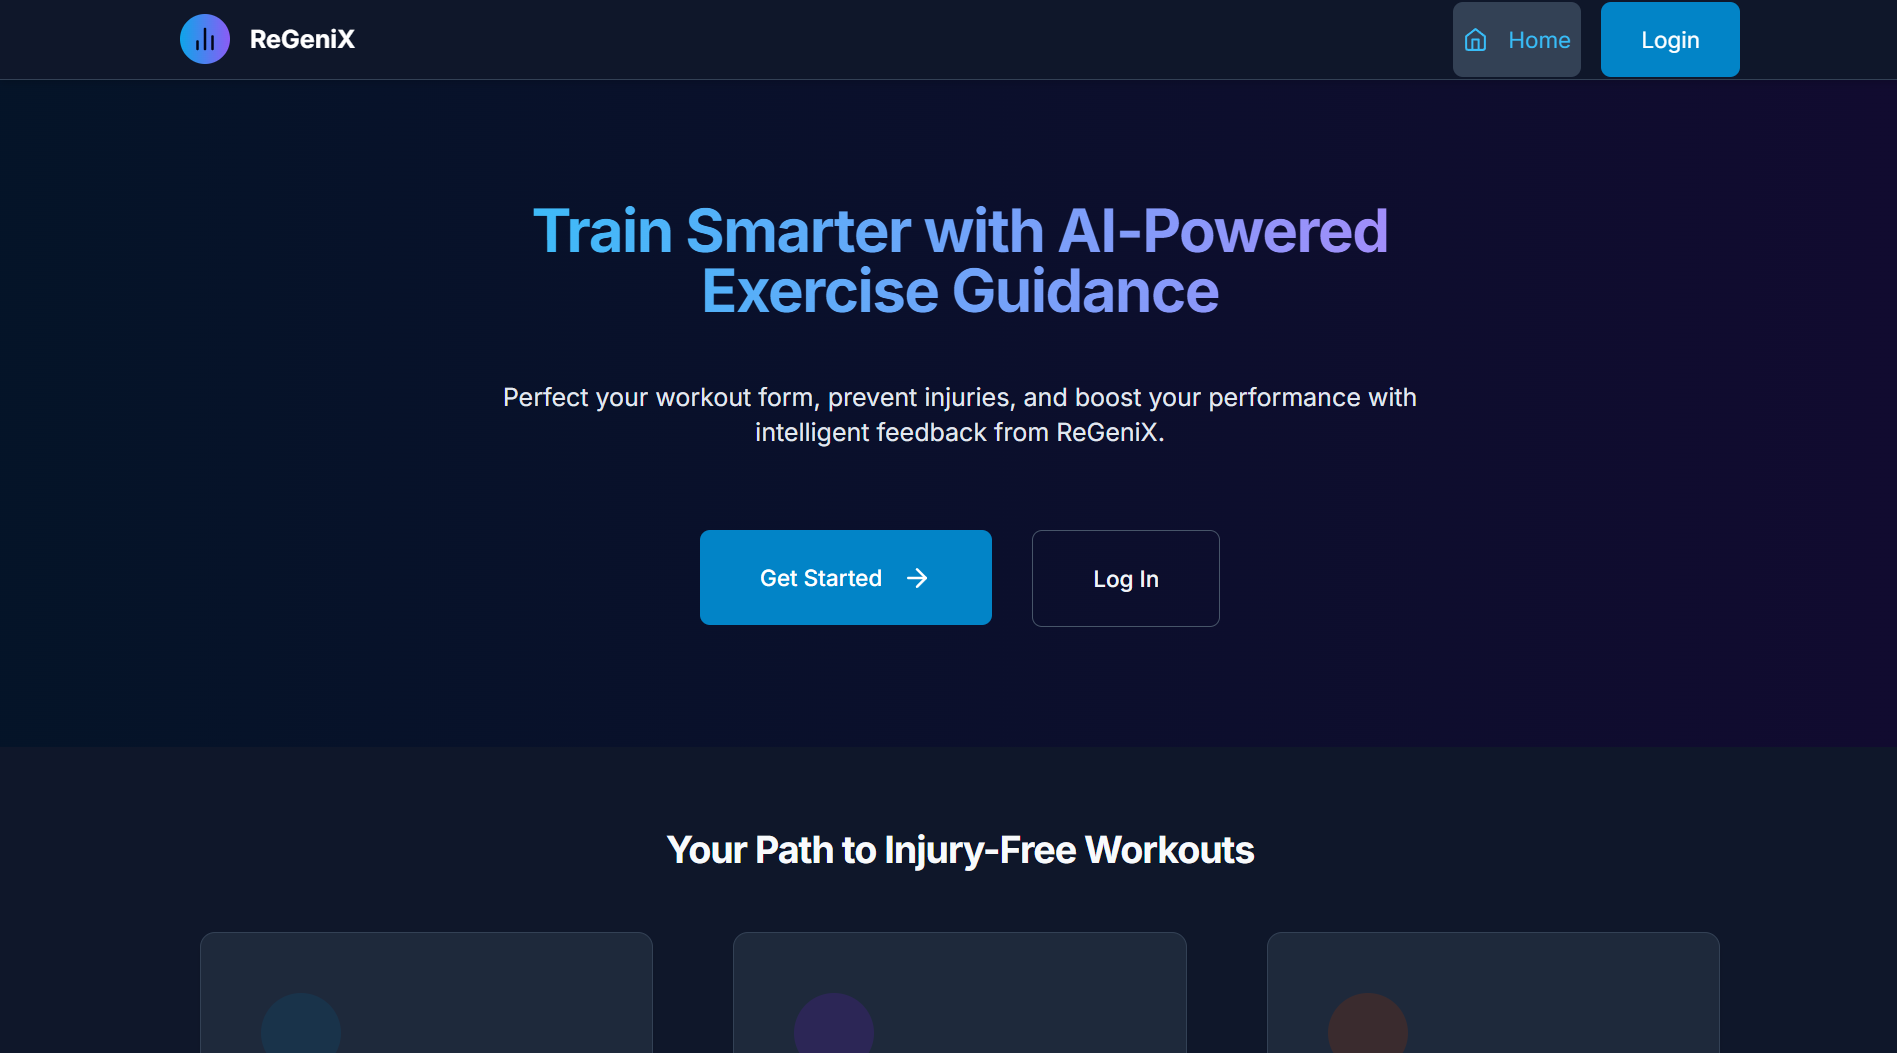 ReGeniX
Home
Login
Train Smarter with AI-Powered
Exercise Guidance
Perfect your workout form, prevent injuries, and boost your performance with
intelligent feedback from ReGeniX.
Get Started
Log In
Your Path to Injury-Free Workouts